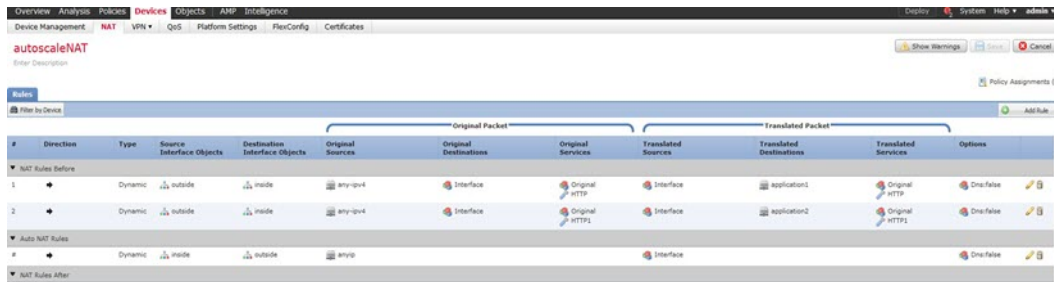 Overview Analysis Policies Devices Objects AMP Intelligence Deploy System Help ▾ admin ▾
Device Management NAT VPN ▾ QoS Platform Settings FlexConfig Certificates
autoscaleNAT Show Warnings Save Cancel
Enter Description
Policy Assignments (
Rules
Filter by Device Add Rule
Original Packet Translated Packet
# Direction Type Source Interface Objects Destination Interface Objects Original Sources Original Destinations Original Services Translated Sources Translated Destinations Translated Services Options
▼ NAT Rules Before
1 Dynamic outside inside any-ipv4 Interface Original HTTP Interface application1 Original HTTP Dns:false
2 Dynamic outside inside any-ipv4 Interface Original HTTP1 Interface application2 Original HTTP1 Dns:false
▼ Auto NAT Rules
# Dynamic inside outside anyip Interface Dns:false
▼ NAT Rules After